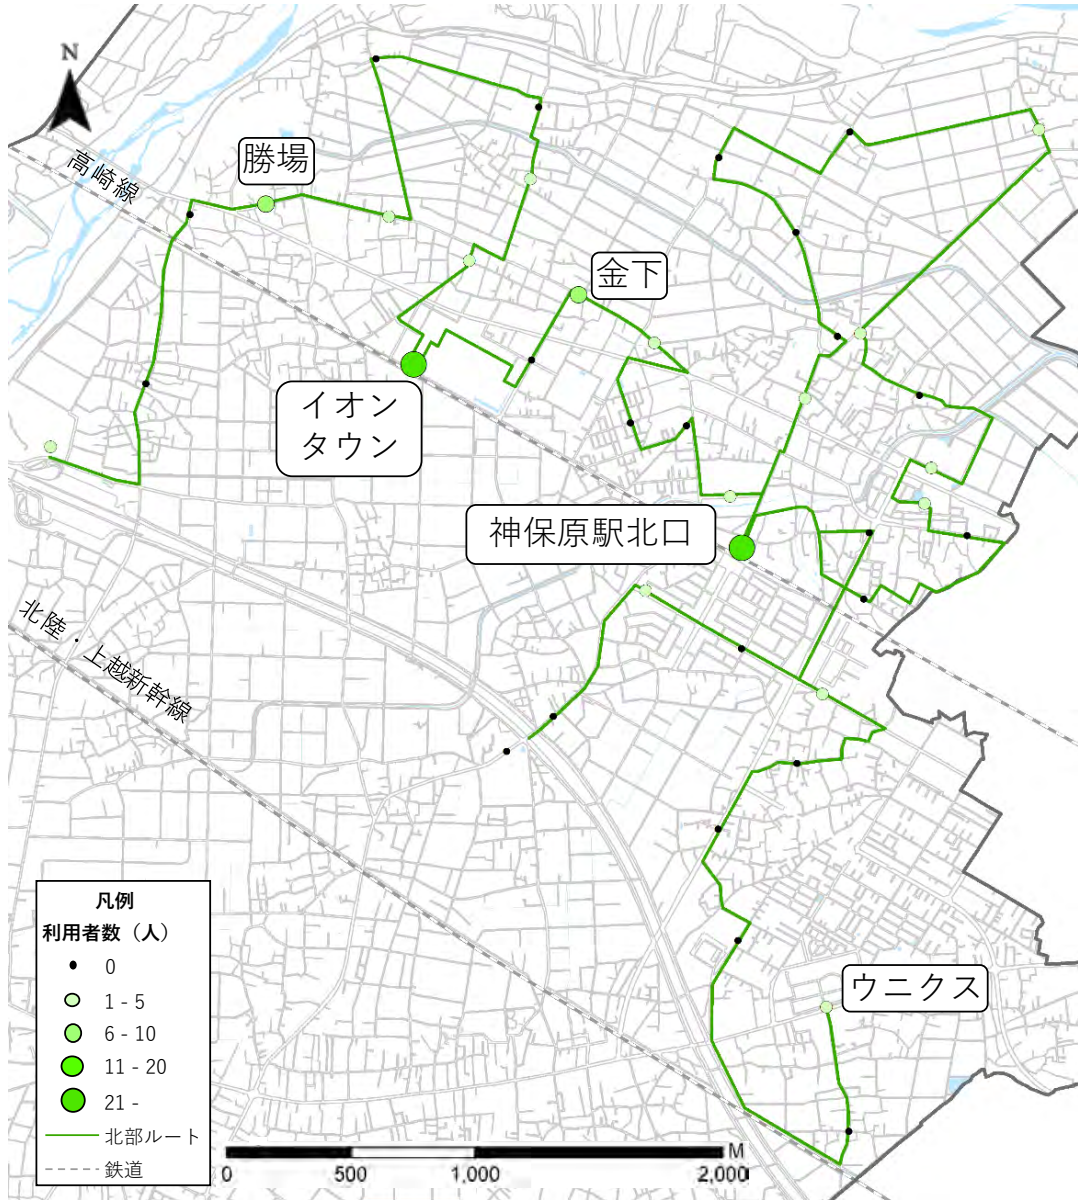 N
高崎線
勝場
金下
イオン
タウン
神保原駅北口
北陸・上越新幹線
ウニクス
凡例
利用者数（人）
0
1 - 5
6 - 10
11 - 20
21 -
北部ルート
鉄道
M
0 500 1,000 2,000